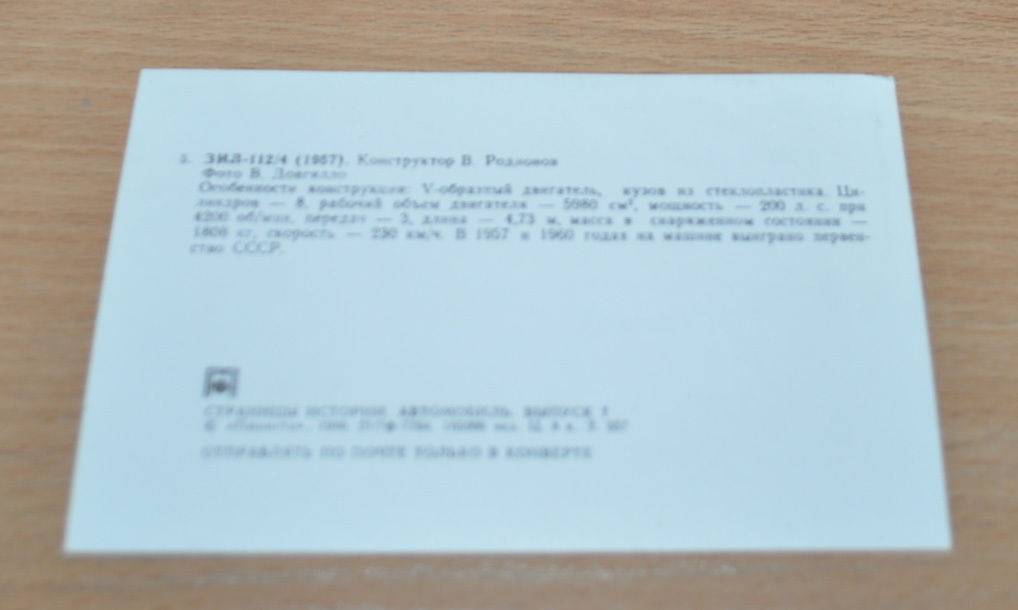 ЗИЛ-112/4 (1957). Конструктор В. Родионов
Фото В. Довгилло
Особенности конструкции: V-образный двигатель, кузов из стеклопластика. Ци-
линдров — 8, рабочий объем двигателя — 5980 см³, мощность — 200 л. с. при
4200 об/мин, передач — 3, длина — 4,73 м, масса в снаряженном состоянии —
1808 кг, скорость — 230 км/ч. В 1957 и 1960 годах на машине выиграно первен-
ство СССР.
СТРАНИЦЫ ИСТОРИИ. АВТОМОБИЛЬ. ВЫПУСК
© «Планета»,
ОТПРАВЛЯТЬ ПО ПОЧТЕ ТОЛЬКО В КОНВЕРТЕ